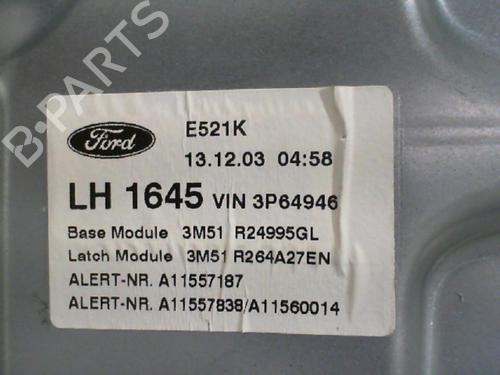 B-PARTS
Ford
E521K
13.12.03 04:58
LH 1645 VIN 3P64946
Base Module 3M51 R24995GL
Latch Module 3M51 R264A27EN
ALERT-NR. A11557187
ALERT-NR. A11557838/A11560014